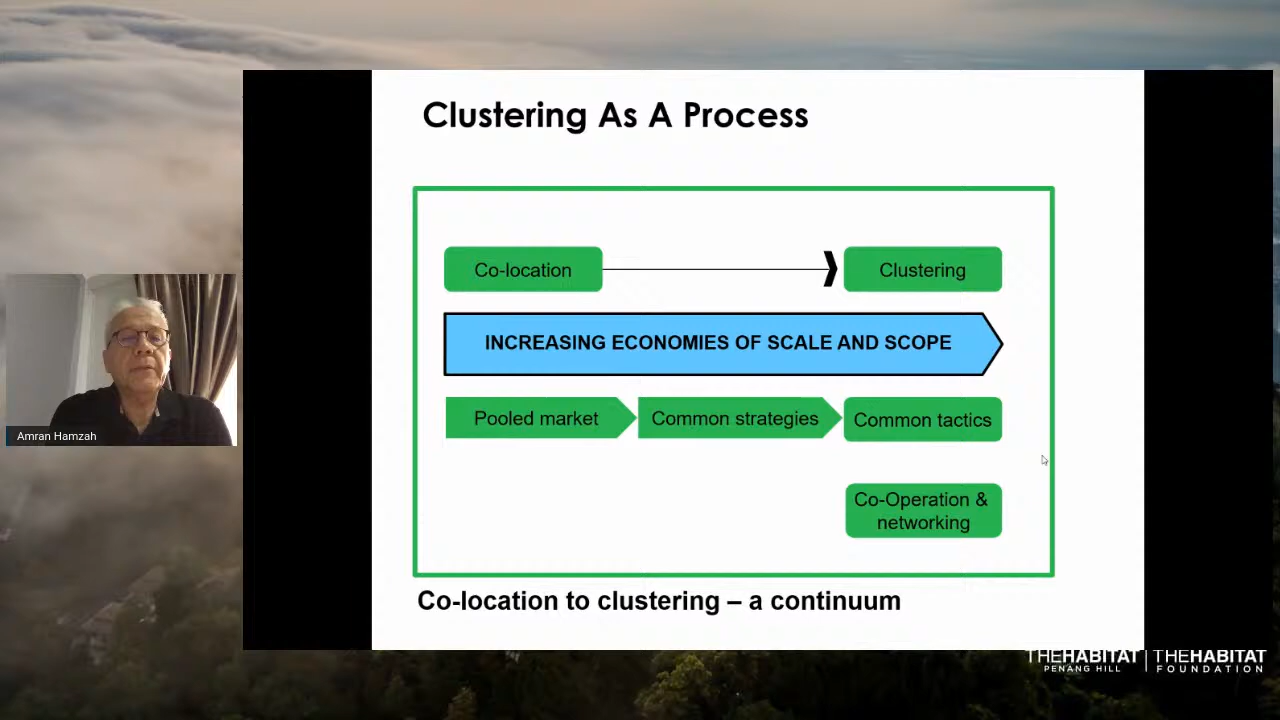 Clustering As A Process
Co-location
Clustering
INCREASING ECONOMIES OF SCALE AND SCOPE
Pooled market
Common strategies
Common tactics
Co-Operation &
networking
Co-location to clustering – a continuum
Amran Hamzah
THEHABITAT
PENANG HILL
THEHABITAT
FOUNDATION